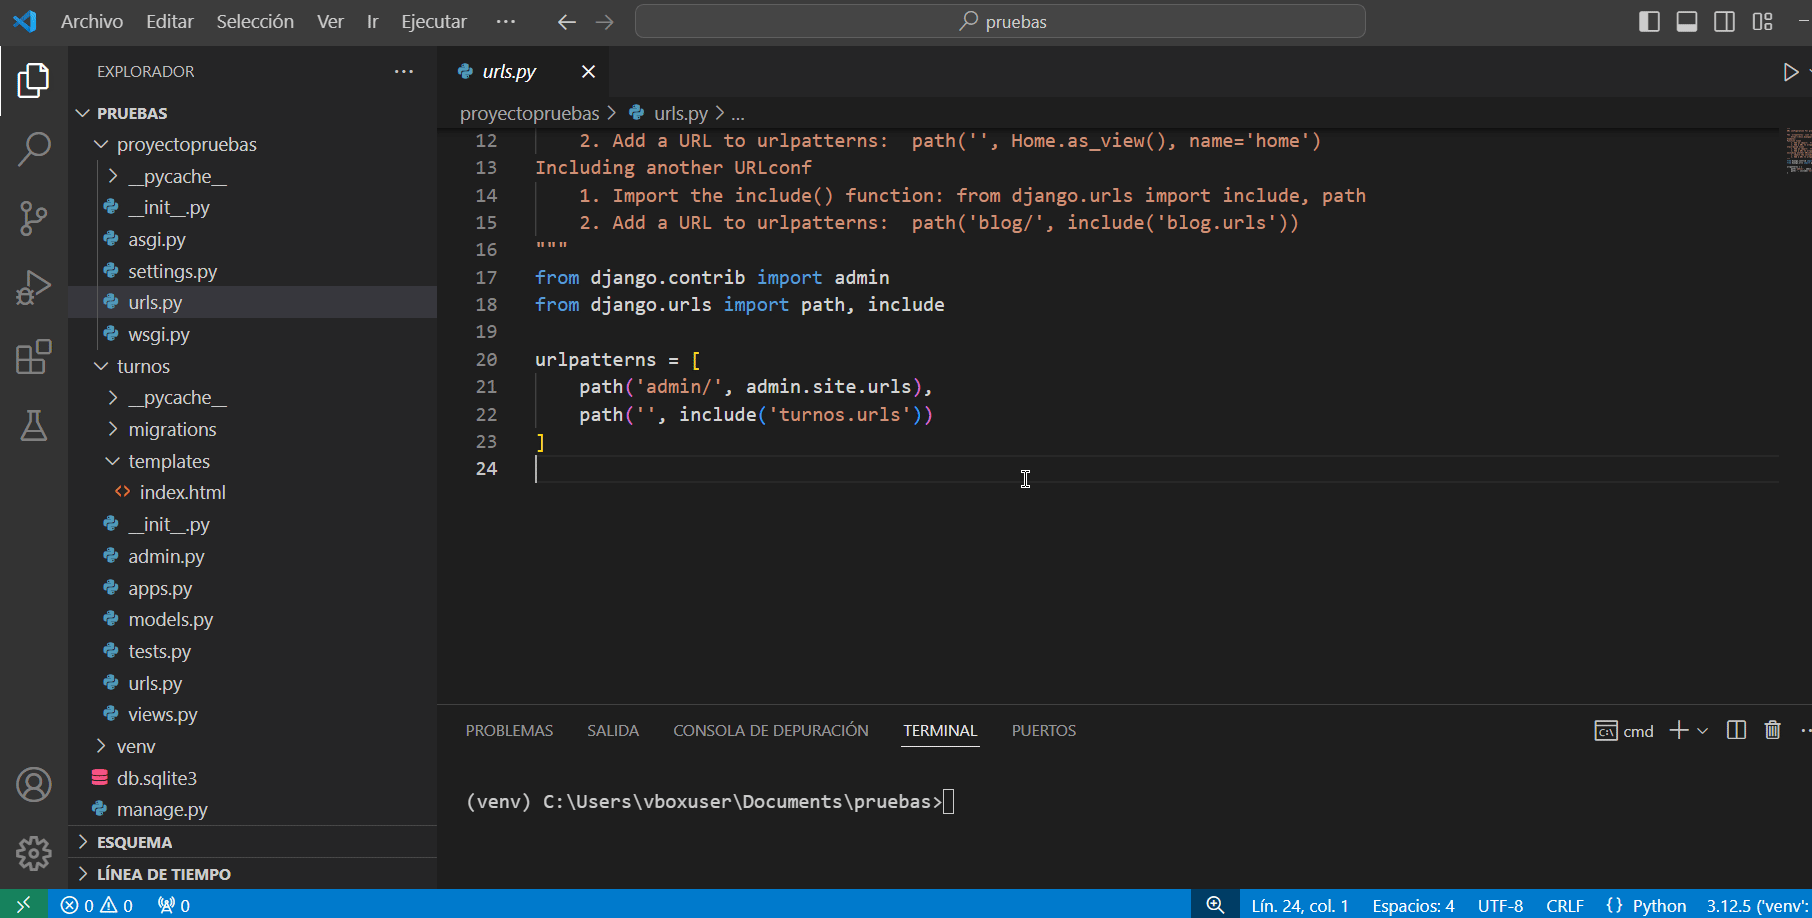 Archivo Editar Selección Ver Ir Ejecutar ··· pruebas
EXPLORADOR ···
PRUEBAS
proyectopruebas
__pycache__
__init__.py
asgi.py
settings.py
urls.py
wsgi.py
turnos
__pycache__
migrations
templates
index.html
__init__.py
admin.py
apps.py
models.py
tests.py
urls.py
views.py
venv
db.sqlite3
manage.py
ESQUEMA
LÍNEA DE TIEMPO
urls.py
proyectopruebas > urls.py > ...
12     2. Add a URL to urlpatterns:  path('', Home.as_view(), name='home')
13 Including another URLconf
14     1. Import the include() function: from django.urls import include, path
15     2. Add a URL to urlpatterns:  path('blog/', include('blog.urls'))
16 """
17 from django.contrib import admin
18 from django.urls import path, include
19
20 urlpatterns = [
21     path('admin/', admin.site.urls),
22     path('', include('turnos.urls'))
23 ]
24
PROBLEMAS SALIDA CONSOLA DE DEPURACIÓN TERMINAL PUERTOS cmd
(venv) C:\Users\vboxuser\Documents\pruebas>
0 0 0 Lín. 24, col. 1 Espacios: 4 UTF-8 CRLF {} Python 3.12.5 ('venv':